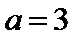 a = 3